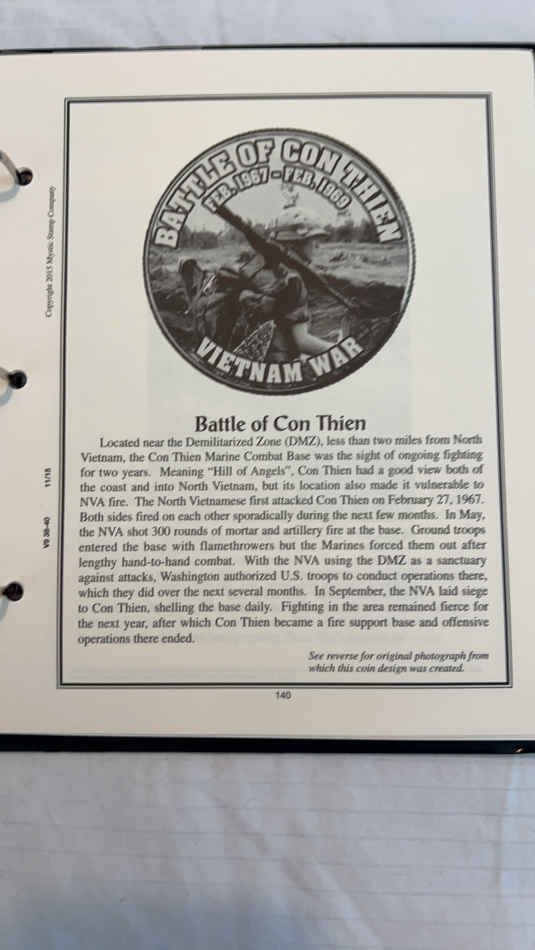 BATTLE OF CON THIEN
FEB. 1967 - FEB. 1969
VIETNAM WAR
Copyright 2015 Mystic Stamp Company
11/18
V9 38-40
Battle of Con Thien
Located near the Demilitarized Zone (DMZ), less than two miles from North
Vietnam, the Con Thien Marine Combat Base was the sight of ongoing fighting
for two years. Meaning “Hill of Angels”, Con Thien had a good view both of
the coast and into North Vietnam, but its location also made it vulnerable to
NVA fire. The North Vietnamese first attacked Con Thien on February 27, 1967.
Both sides fired on each other sporadically during the next few months. In May,
the NVA shot 300 rounds of mortar and artillery fire at the base. Ground troops
entered the base with flamethrowers but the Marines forced them out after
lengthy hand-to-hand combat. With the NVA using the DMZ as a sanctuary
against attacks, Washington authorized U.S. troops to conduct operations there,
which they did over the next several months. In September, the NVA laid siege
to Con Thien, shelling the base daily. Fighting in the area remained fierce for
the next year, after which Con Thien became a fire support base and offensive
operations there ended.
See reverse for original photograph from
which this coin design was created.
140